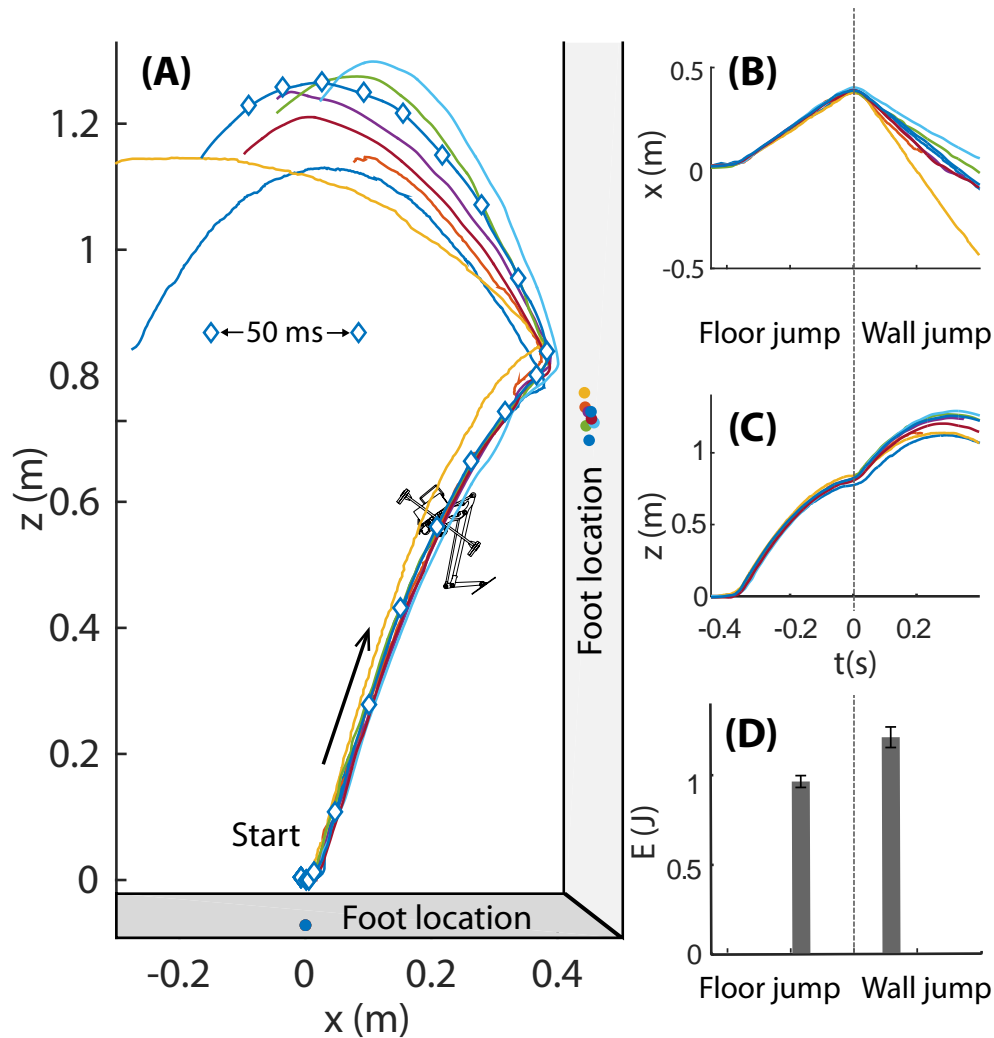 (A)
1.2
1
0.8
0.6
0.4
0.2
0
z (m)
50 ms
Start
Foot location
Foot location
-0.2
0
0.2
0.4
x (m)
(B)
0.5
0
-0.5
x (m)
Floor jump
Wall jump
(C)
1
0.5
0
z (m)
-0.4
-0.2
0
0.2
t(s)
(D)
1
0.5
0
E (J)
Floor jump
Wall jump